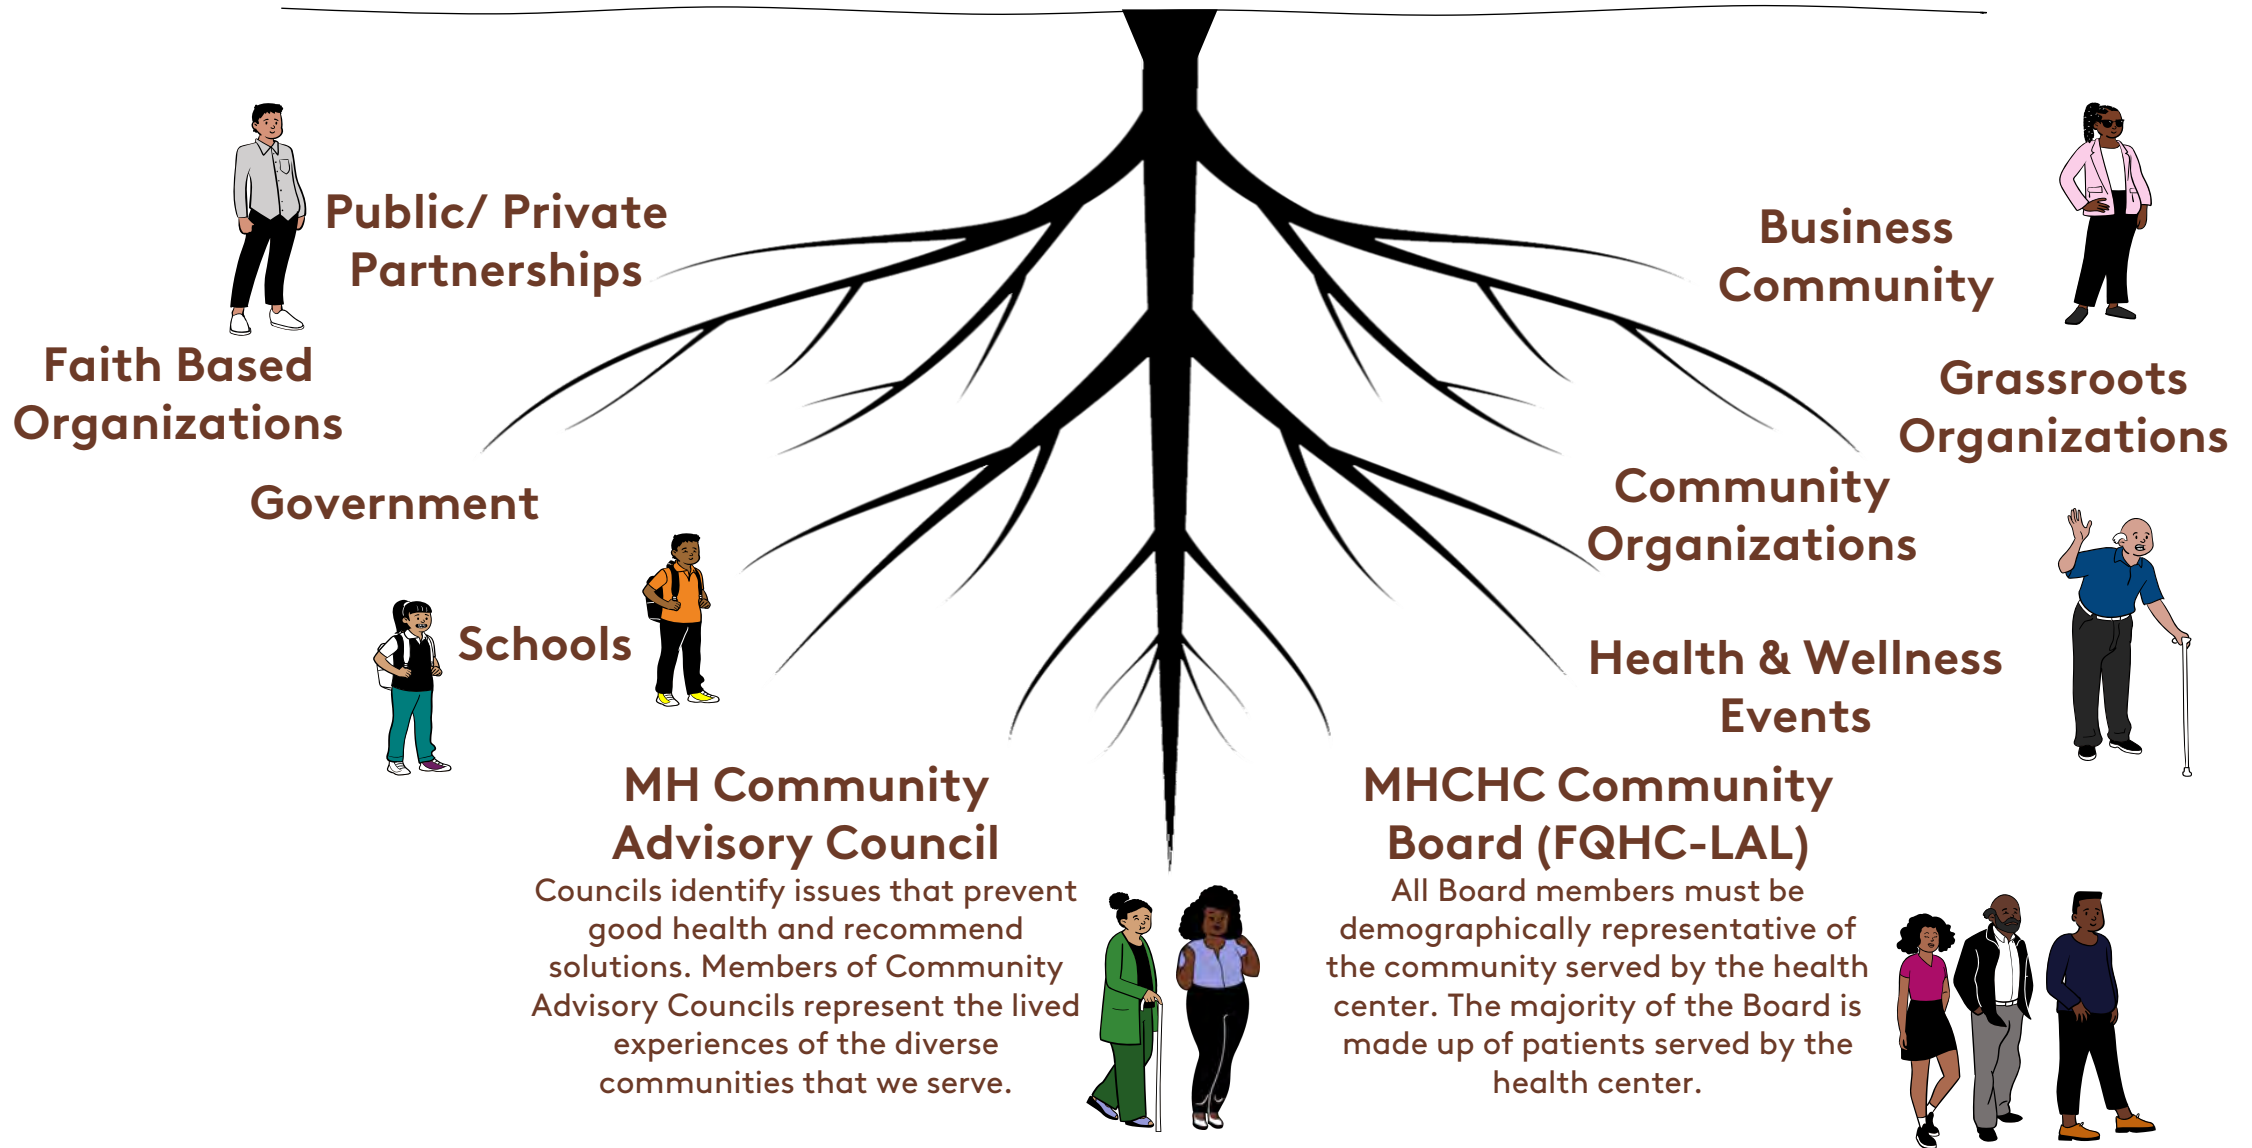 Public/ Private
Partnerships
Business
Community
Faith Based
Organizations
Grassroots
Organizations
Government
Community
Organizations
Schools
Health & Wellness
Events
MH Community
Advisory Council
Councils identify issues that prevent
good health and recommend
solutions. Members of Community
Advisory Councils represent the lived
experiences of the diverse
communities that we serve.
MHCHC Community
Board (FQHC-LAL)
All Board members must be
demographically representative of
the community served by the health
center. The majority of the Board is
made up of patients served by the
health center.